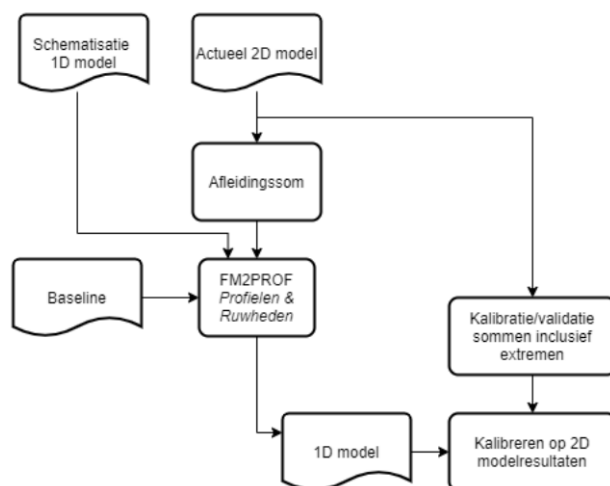 Schematisatie
1D model
Actueel 2D model
Afleidingssom
Baseline
FM2PROF
Profielen &
Ruwheden
Kalibratie/validatie
sommen inclusief
extremen
1D model
Kalibreren op 2D
modelresultaten